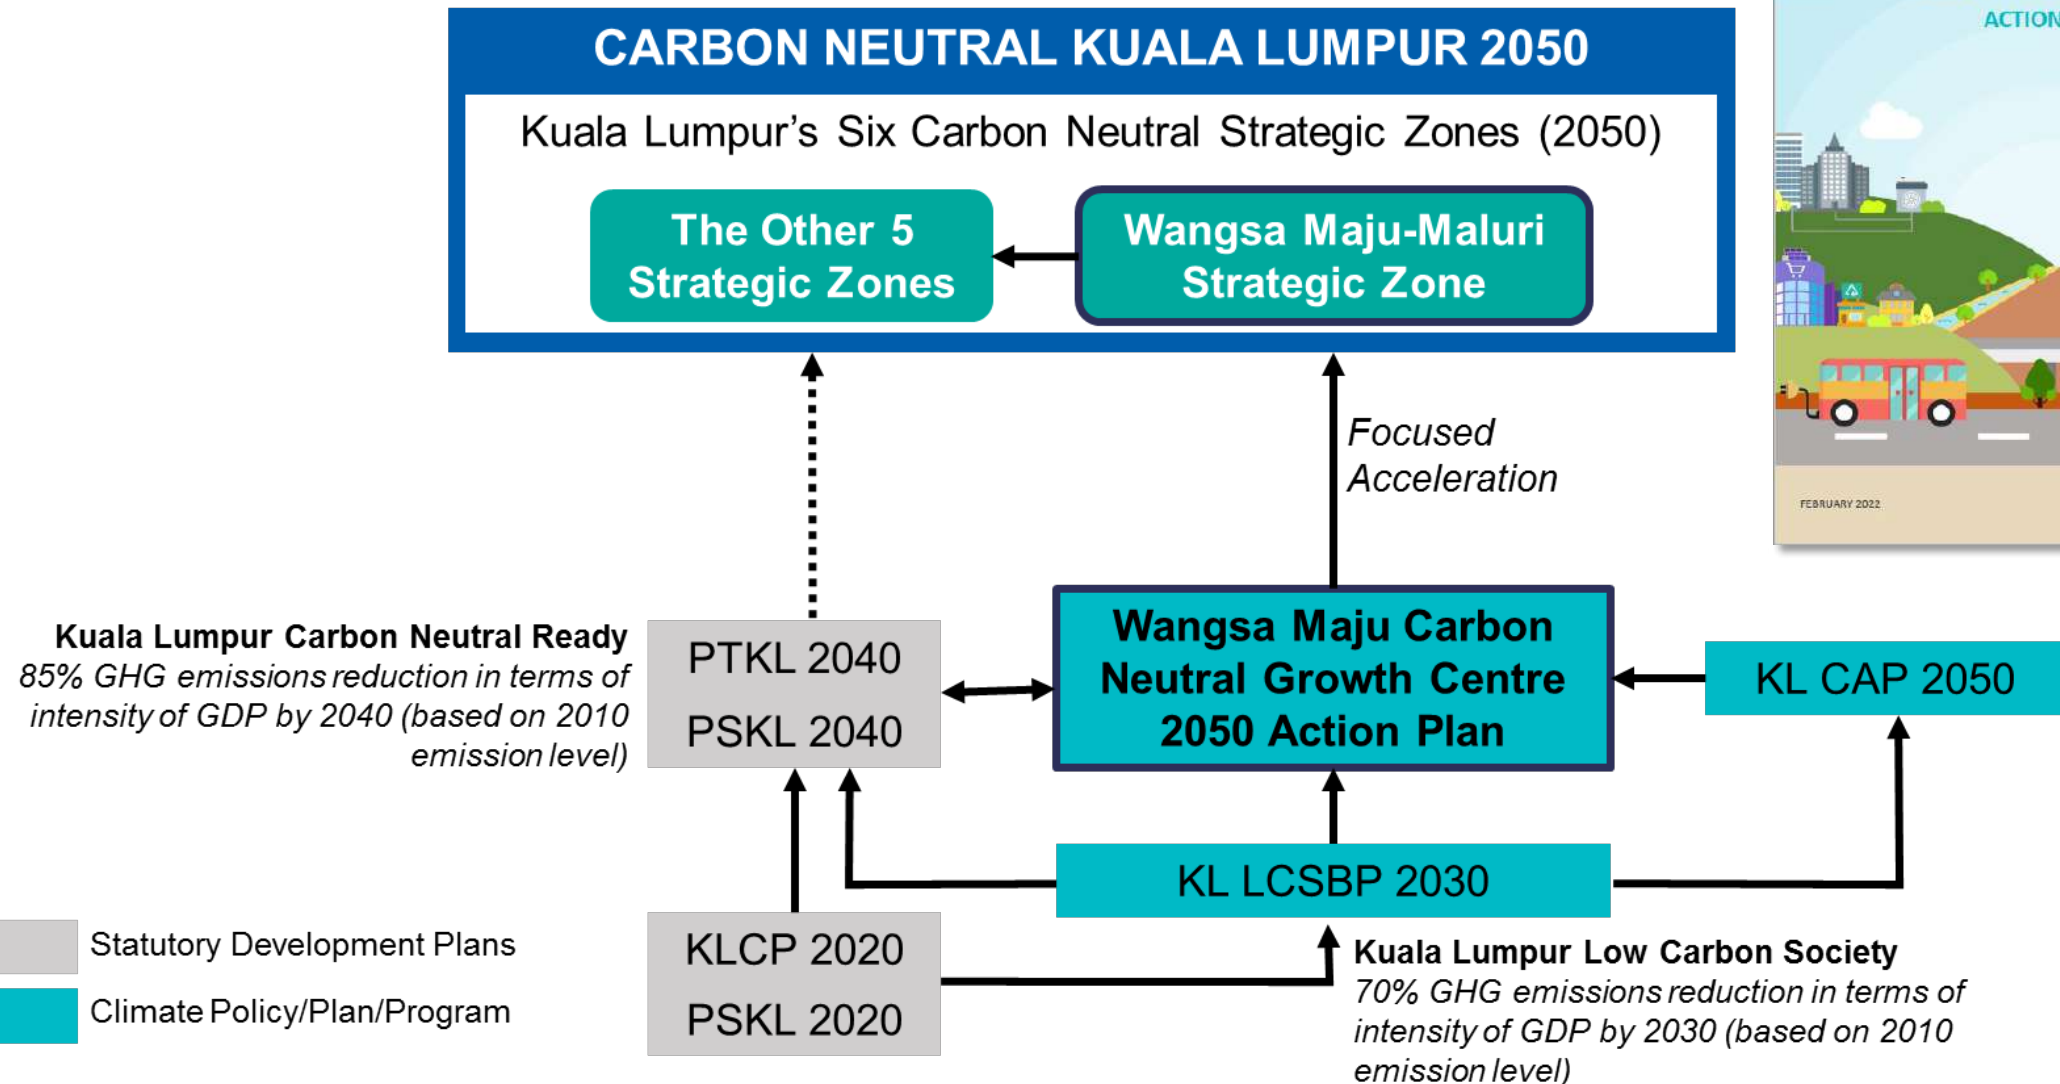 CARBON NEUTRAL KUALA LUMPUR 2050
Kuala Lumpur's Six Carbon Neutral Strategic Zones (2050)
The Other 5
Strategic Zones
Wangsa Maju-Maluri
Strategic Zone
ACTION
Focused
Acceleration
FEBRUARY 2022
Kuala Lumpur Carbon Neutral Ready
85% GHG emissions reduction in terms of
intensity of GDP by 2040 (based on 2010
emission level)
PTKL 2040
PSKL 2040
Wangsa Maju Carbon
Neutral Growth Centre
2050 Action Plan
KL CAP 2050
KL LCSBP 2030
KLCP 2020
PSKL 2020
Kuala Lumpur Low Carbon Society
70% GHG emissions reduction in terms of
intensity of GDP by 2030 (based on 2010
emission level)
Statutory Development Plans
Climate Policy/Plan/Program